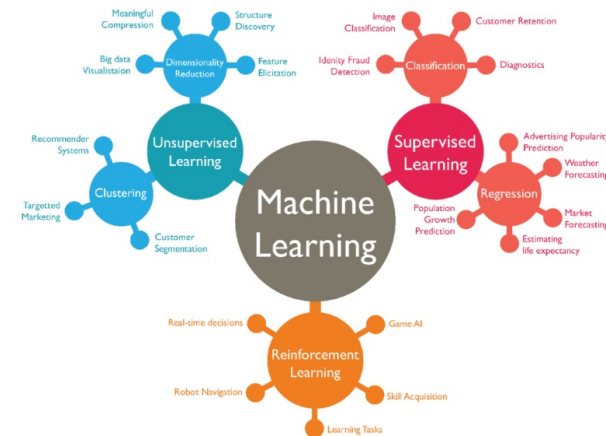 Meaningful
Compression
Structure
Discovery
Big data
Visualistaion
Dimensionality
Reduction
Feature
Elicitation
Unsupervised
Learning
Recommender
Systems
Clustering
Targetted
Marketing
Customer
Segmentation
Machine
Learning
Image
Classification
Customer Retention
Idenity Fraud
Detection
Classification
Diagnostics
Supervised
Learning
Advertising Popularity
Prediction
Weather
Forecasting
Regression
Population
Growth
Prediction
Market
Forecasting
Estimating
life expectancy
Real-time decisions
Game AI
Reinforcement
Learning
Robot Navigation
Skill Acquisition
Learning Tasks